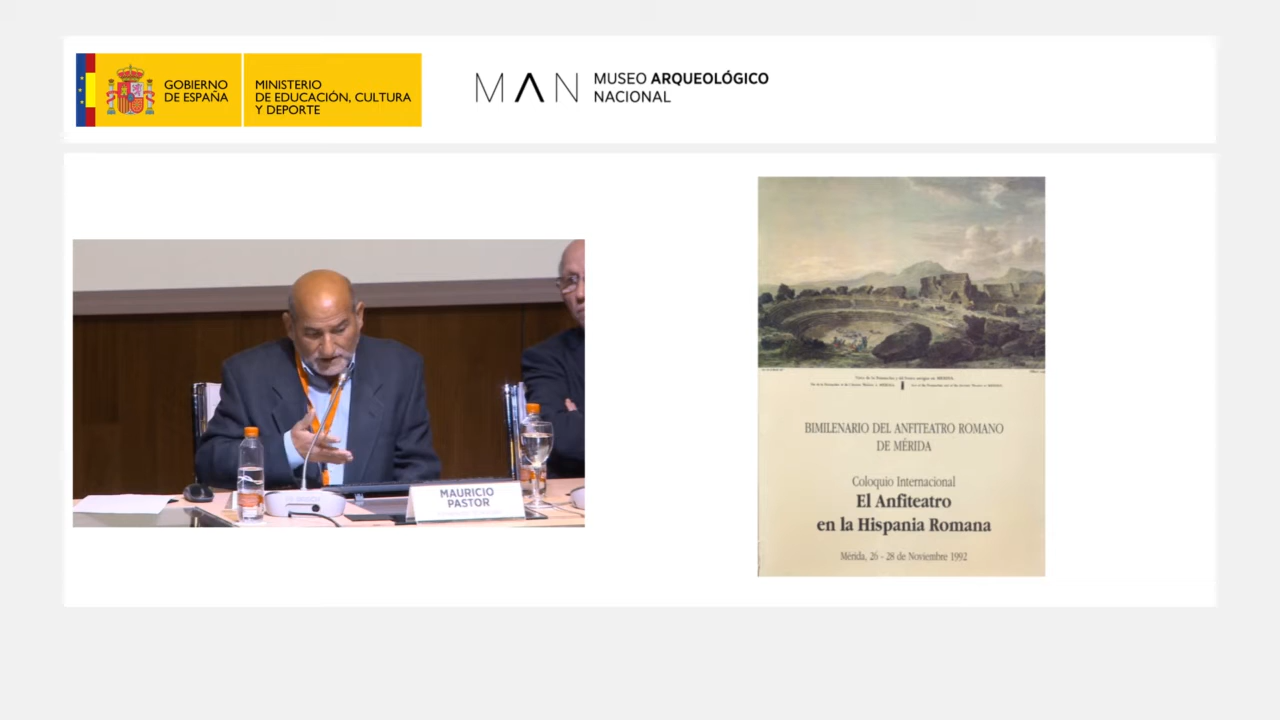 GOBIERNO
DE ESPAÑA
MINISTERIO
DE EDUCACIÓN, CULTURA
Y DEPORTE
MAN
MUSEO ARQUEOLÓGICO
NACIONAL
MAURICIO
PASTOR
BIMILENARIO DEL ANFITEATRO ROMANO
DE MÉRIDA
Coloquio Internacional
El Anfiteatro
en la Hispania Romana
Mérida, 26 - 28 de Noviembre 1992